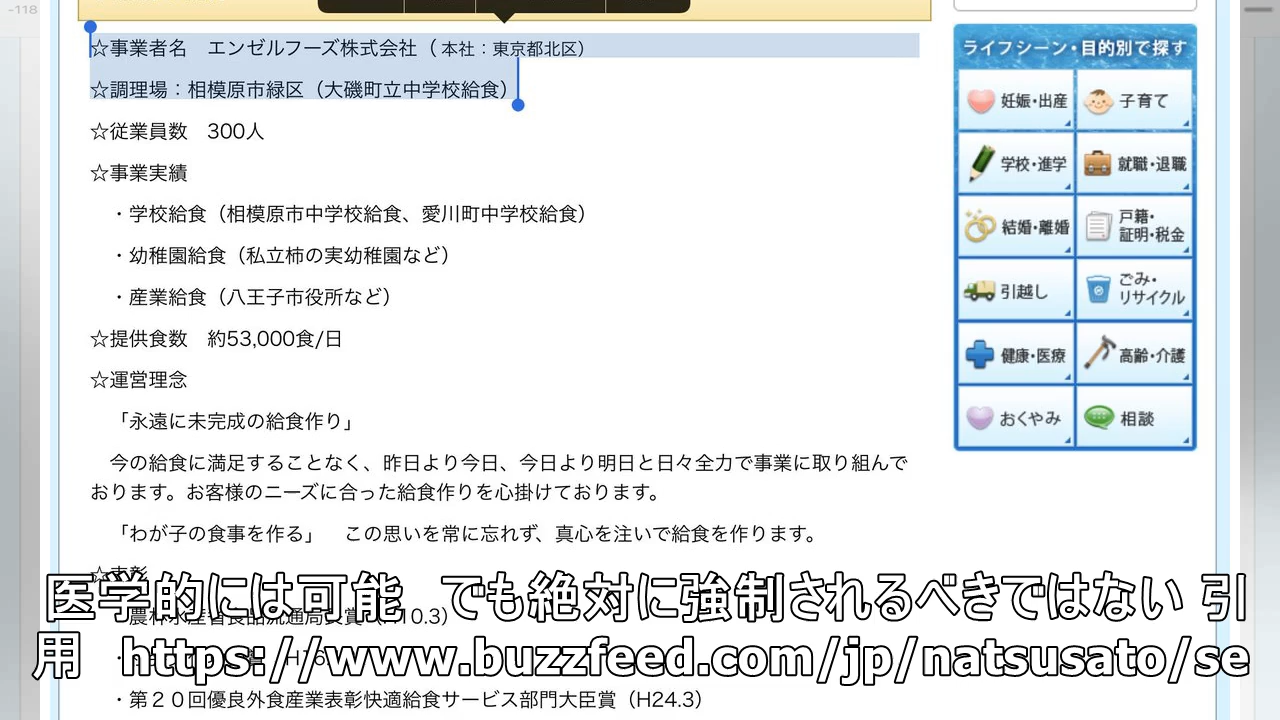 -118
☆事業者名　エンゼルフーズ株式会社（ 本社：東京都北区）
☆調理場：相模原市緑区（大磯町立中学校給食）
☆従業員数　300人
☆事業実績
・学校給食（相模原市中学校給食、愛川町中学校給食）
・幼稚園給食（私立柿の実幼稚園など）
・産業給食（八王子市役所など）
☆提供食数　約53,000食/日
☆運営理念
「永遠に未完成の給食作り」
今の給食に満足することなく、昨日より今日、今日より明日と日々全力で事業に取り組んで
おります。お客様のニーズに合った給食作りを心掛けております。
「わが子の食事を作る」　この思いを常に忘れず、真心を注いで給食を作ります。
☆表彰
医学的には可能　でも絶対に強制されるべきではない 引
用　https://www.buzzfeed.com/jp/natsusato/se
・第２０回優良外食産業表彰快適給食サービス部門大臣賞（H24.3）
ライフシーン・目的別で探す
妊娠・出産
子育て
学校・進学
就職・退職
結婚・離婚
戸籍・
証明・税金
引越し
ごみ・
リサイクル
健康・医療
高齢・介護
おくやみ
相談